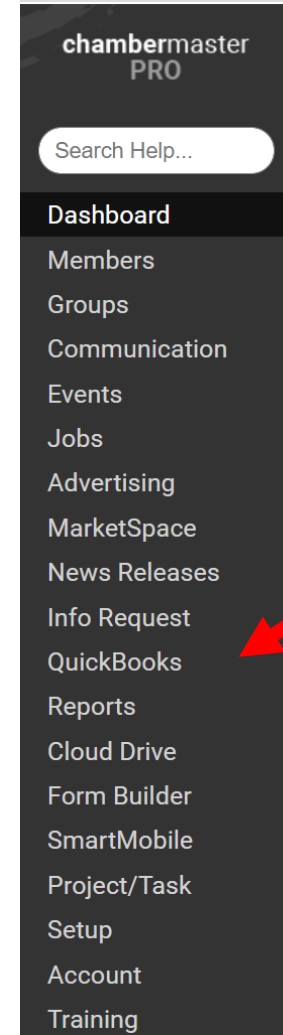 chambermaster
PRO
Search Help...
Dashboard
Members
Groups
Communication
Events
Jobs
Advertising
MarketSpace
News Releases
Info Request
QuickBooks
Reports
Cloud Drive
Form Builder
SmartMobile
Project/Task
Setup
Account
Training